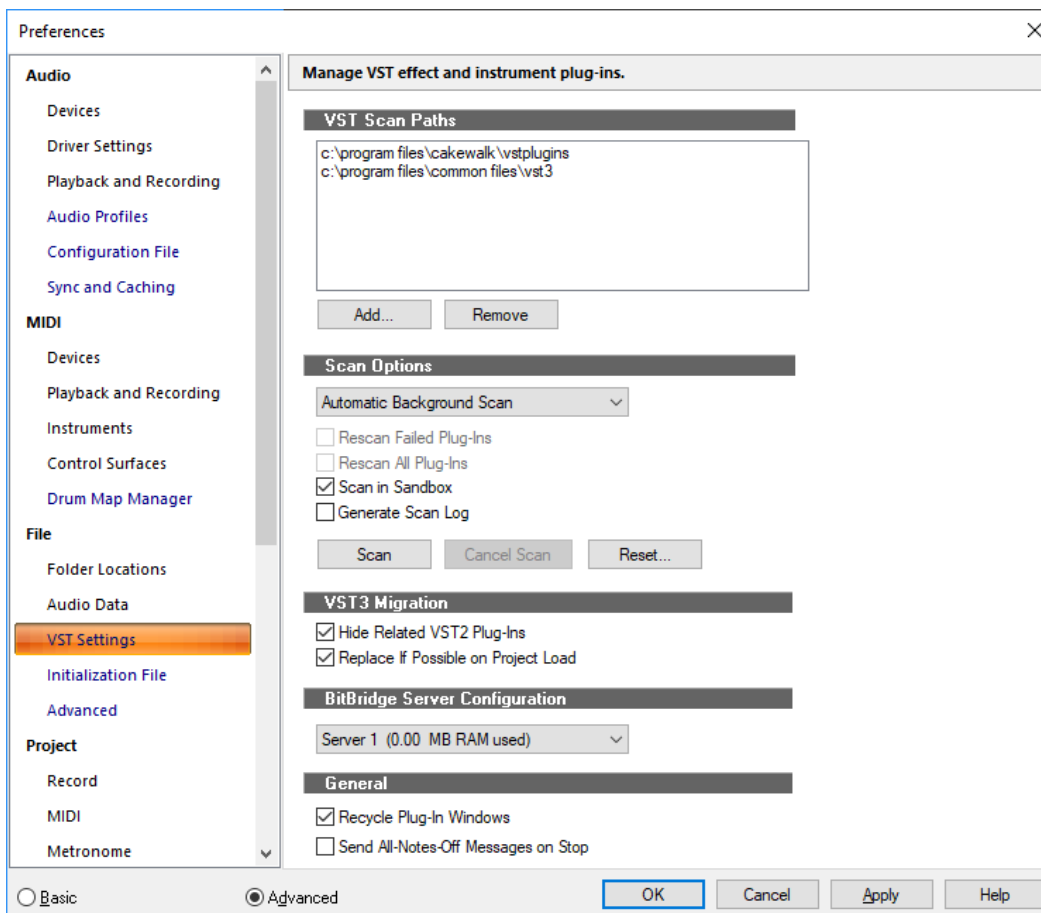 Preferences
Audio
Devices
Driver Settings
Playback and Recording
Audio Profiles
Configuration File
Sync and Caching
MIDI
Devices
Playback and Recording
Instruments
Control Surfaces
Drum Map Manager
File
Folder Locations
Audio Data
VST Settings
Initialization File
Advanced
Project
Record
MIDI
Metronome
Manage VST effect and instrument plug-ins.
VST Scan Paths
c:\program files\cakewalk\vstplugins
c:\program files\common files\vst3
Add... Remove
Scan Options
Automatic Background Scan
Rescan Failed Plug-Ins
Rescan All Plug-Ins
Scan in Sandbox
Generate Scan Log
Scan Cancel Scan Reset...
VST3 Migration
Hide Related VST2 Plug-Ins
Replace If Possible on Project Load
BitBridge Server Configuration
Server 1 (0.00 MB RAM used)
General
Recycle Plug-In Windows
Send All-Notes-Off Messages on Stop
Basic Advanced OK Cancel Apply Help